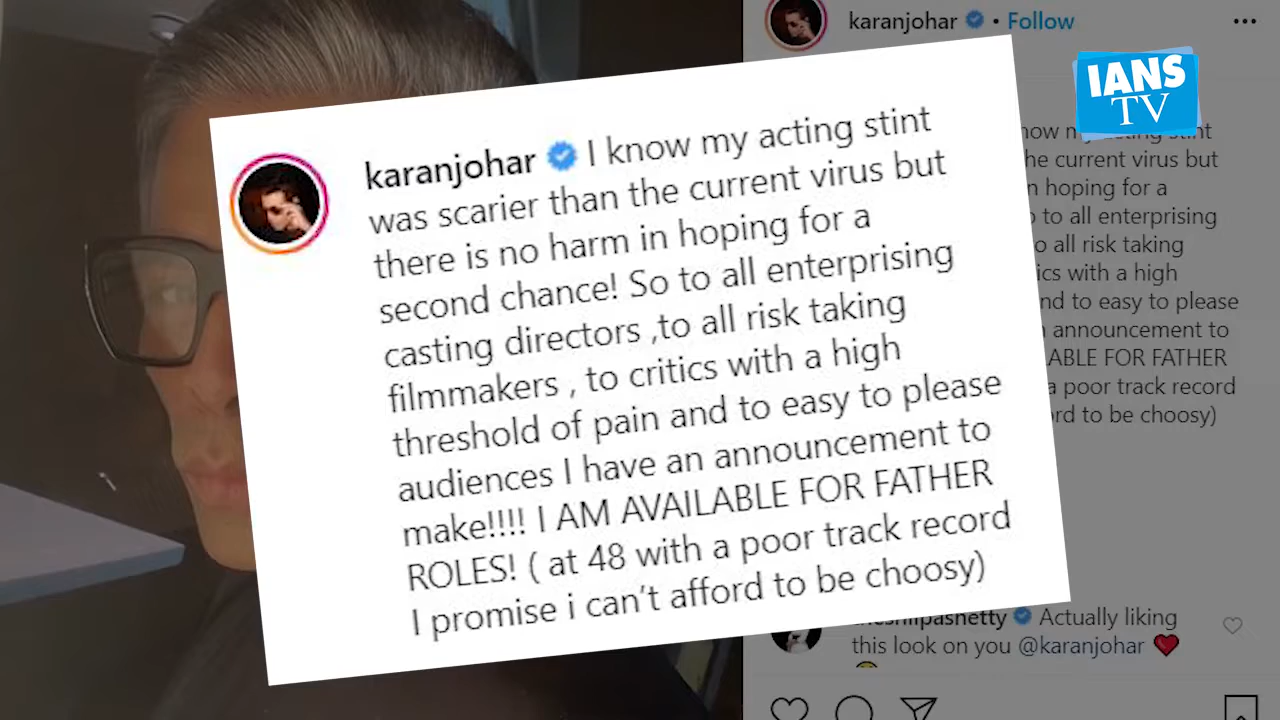 karanjohar • Follow
IANS
TV
karanjohar I know my acting stint
was scarier than the current virus but
there is no harm in hoping for a
second chance! So to all enterprising
casting directors ,to all risk taking
filmmakers , to critics with a high
threshold of pain and to easy to please
audiences I have an announcement to
make!!!! I AM AVAILABLE FOR FATHER
ROLES! ( at 48 with a poor track record
I promise i can’t afford to be choosy)
stint
the current virus but
in hoping for a
to all enterprising
to all risk taking
with a high
and to easy to please
announcement to
FATHER
a poor track record
to be choosy)
Actually liking
this look on you @karanjohar